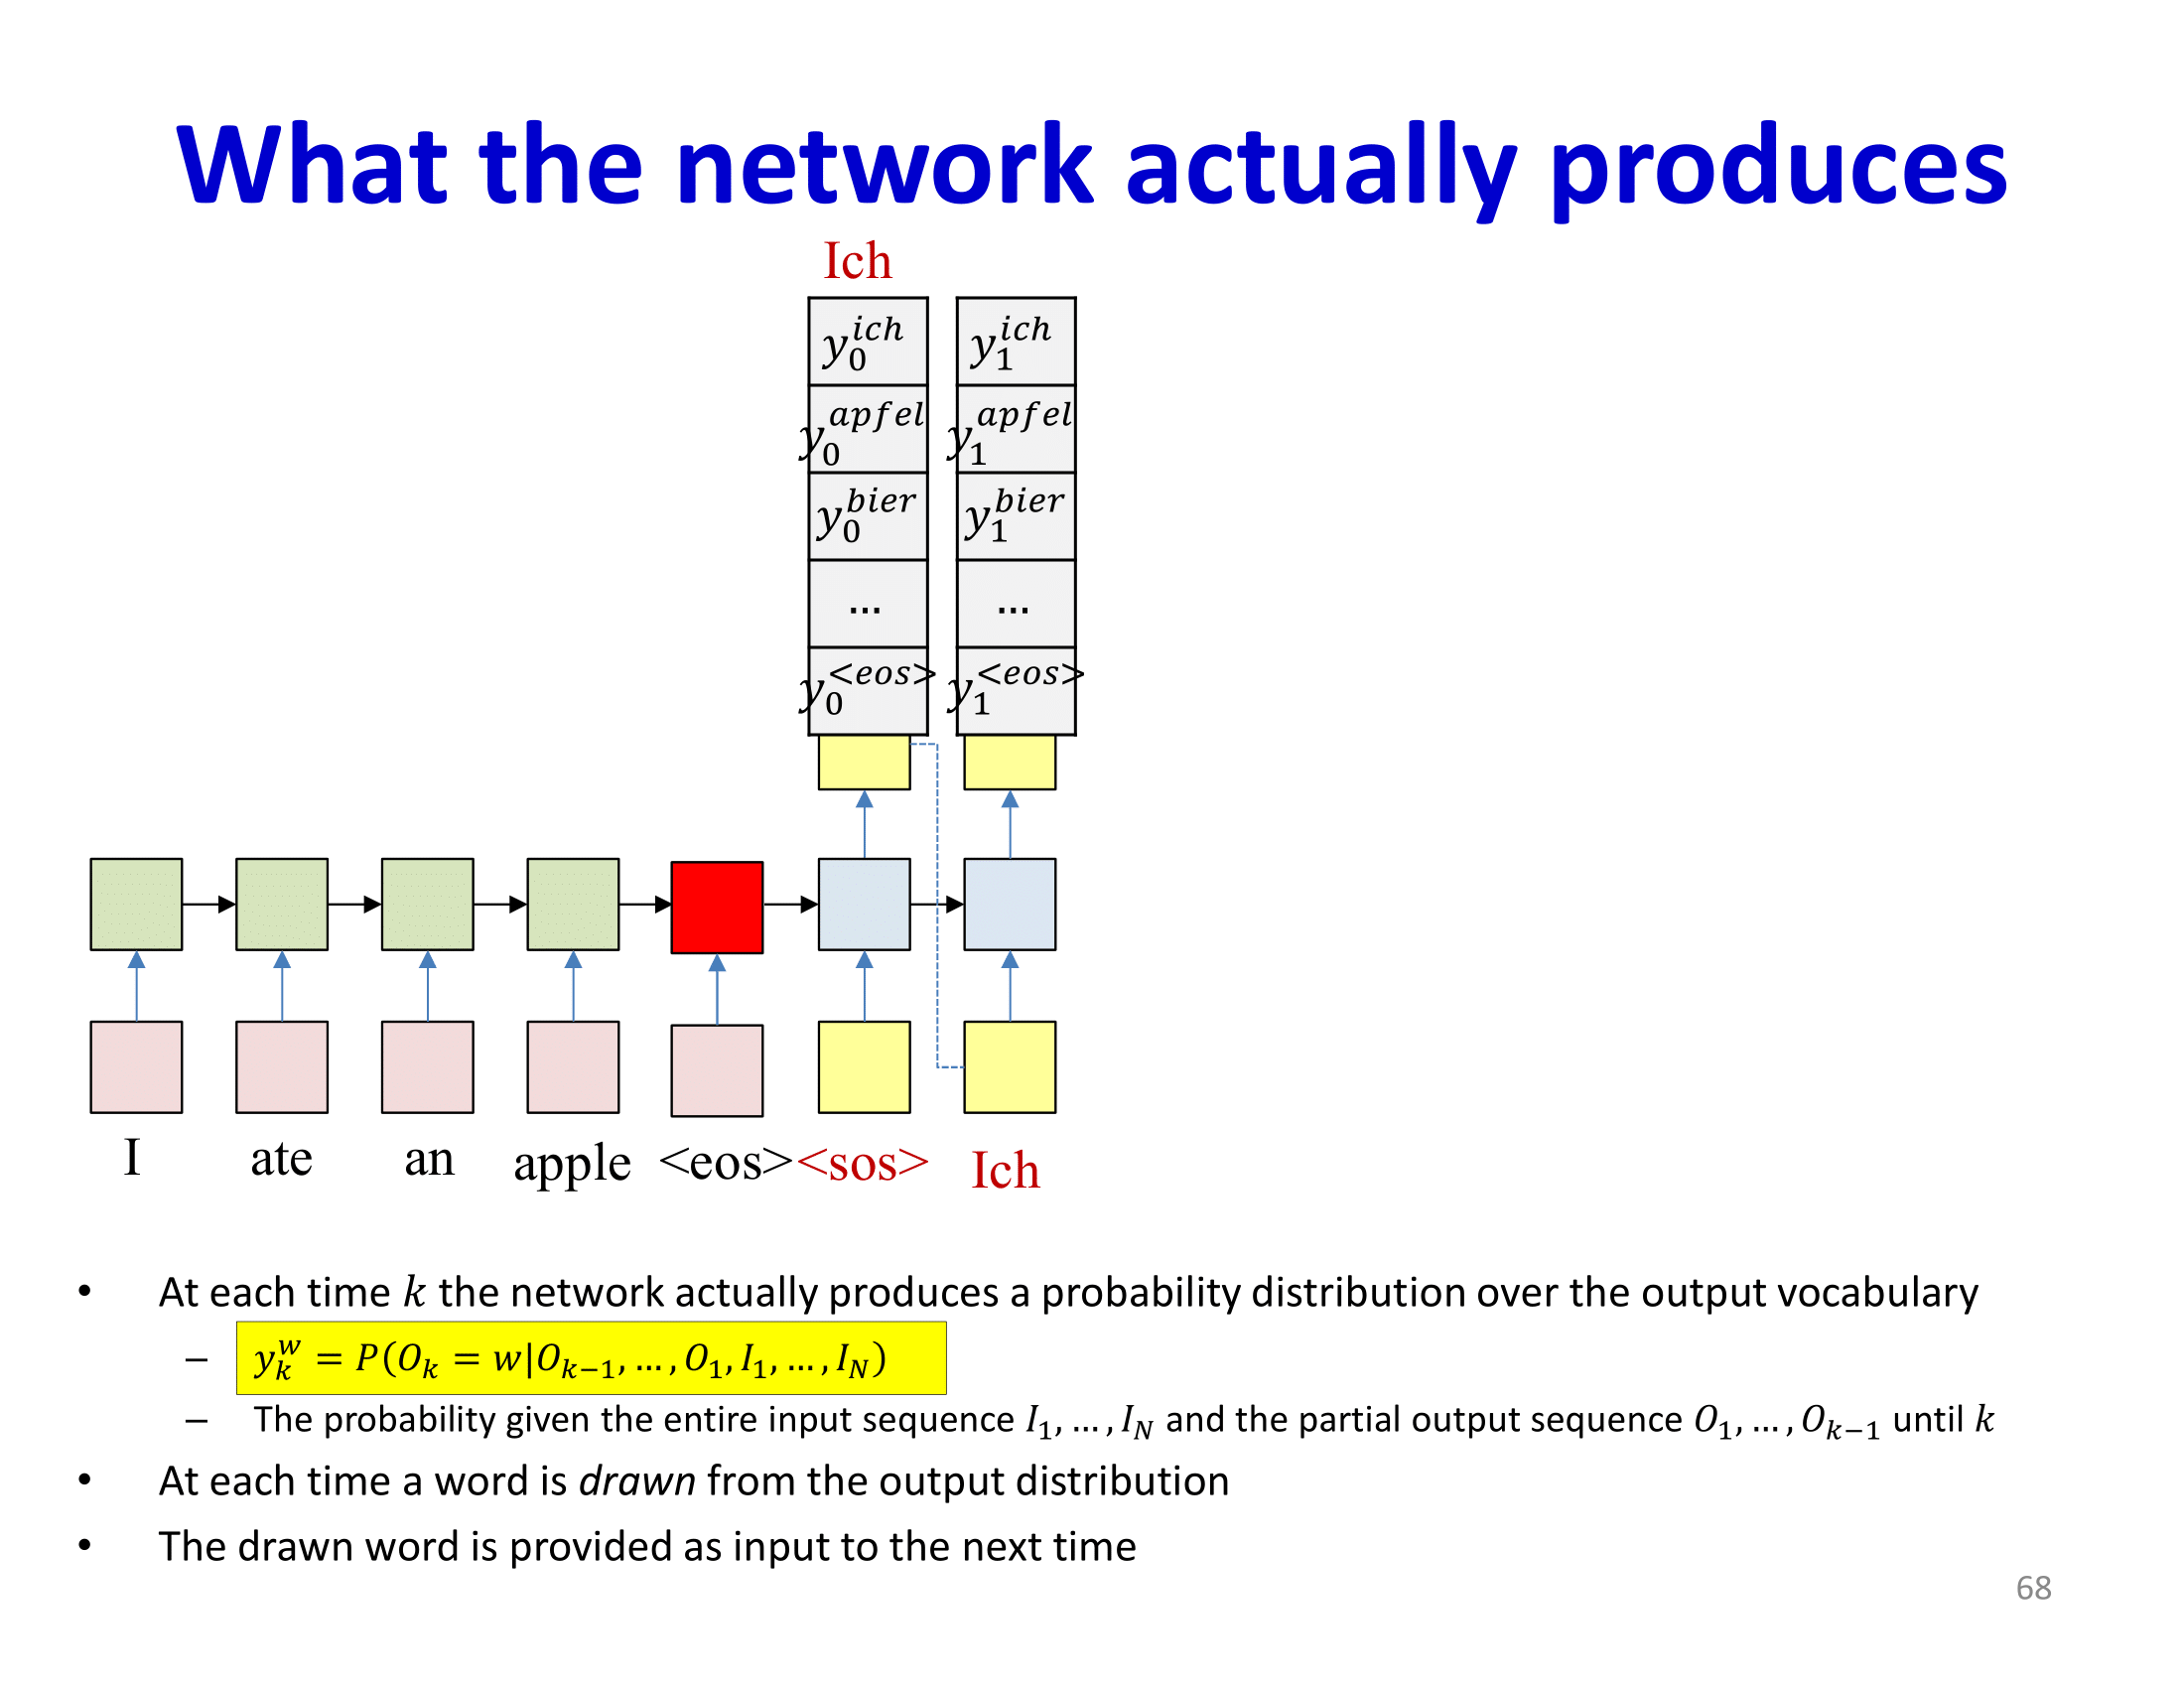 What the network actually produces
Ich
y_0^{ich} y_1^{ich}
y_0^{apfel} y_1^{apfel}
y_0^{bier} y_1^{bier}
… …
y_0^{<eos>} y_1^{<eos>}
I ate an apple <eos> <sos> Ich
• At each time k the network actually produces a probability distribution over the output vocabulary
– y_k^w = P(O_k = w|O_{k−1}, … , O_1, I_1, … , I_N)
– The probability given the entire input sequence I_1, … , I_N and the partial output sequence O_1, … , O_{k−1} until k
• At each time a word is drawn from the output distribution
• The drawn word is provided as input to the next time
68